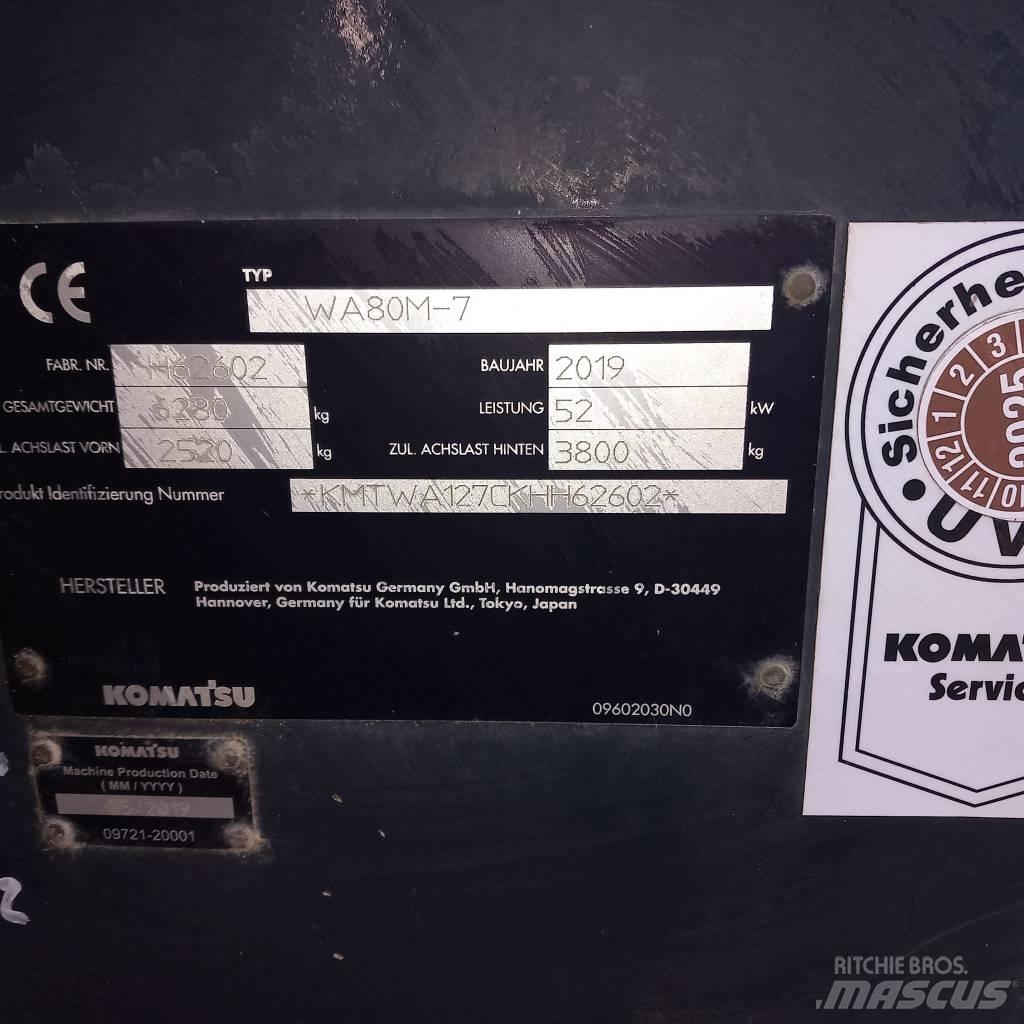 CE
TYP
WA80M-7
FABR. NR. H62602
BAUJAHR 2019
GESAMTGEWICHT 6280 kg
LEISTUNG 52 kW
L. ACHSLAST VORN 2520 kg
ZUL. ACHSLAST HINTEN 3800 kg
rodukt Identifizierung Nummer *KMTWA127CKHH62602*
HERSTELLER
Produziert von Komatsu Germany GmbH, Hanomagstrasse 9, D-30449
Hannover, Germany für Komatsu Ltd., Tokyo, Japan
KOMATSU
09602030N0
KOMATSU
Machine Production Date
(MM/YYYY)
/2019
09721-20001
Sicherhe
10 11 12 1 2 3
2025
UV
KOMAT
Servic
2
RITCHIE BROS.
MASCUS